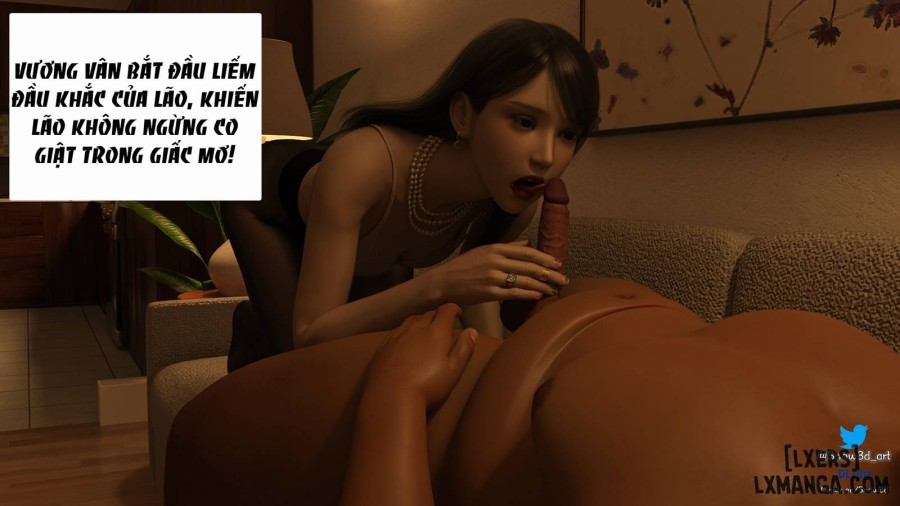 VƯƠNG VÂN BẮT ĐẦU LIẾM
ĐẦU KHẮC CỦA LÃO, KHIẾN
LÃO KHÔNG NGỪNG CO
GIẬT TRONG GIẤC MƠ!
[LXERS]
LXMANGA.COM